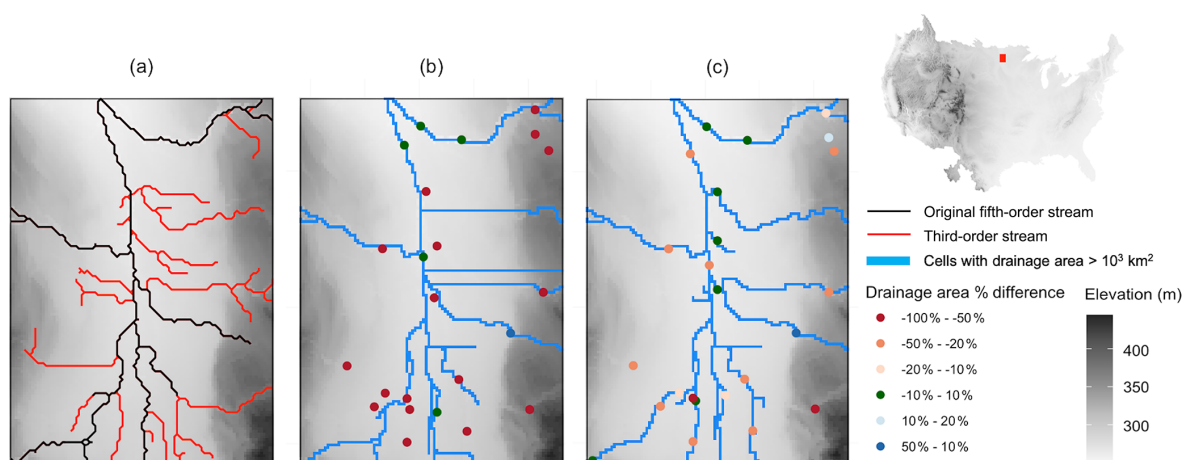 (a)
(b)
(c)
Original fifth-order stream
Third-order stream
Cells with drainage area > 10³ km²
Drainage area % difference
-100% - -50%
-50% - -20%
-20% - -10%
-10% - 10%
10% - 20%
50% - 10%
Elevation (m)
400
350
300